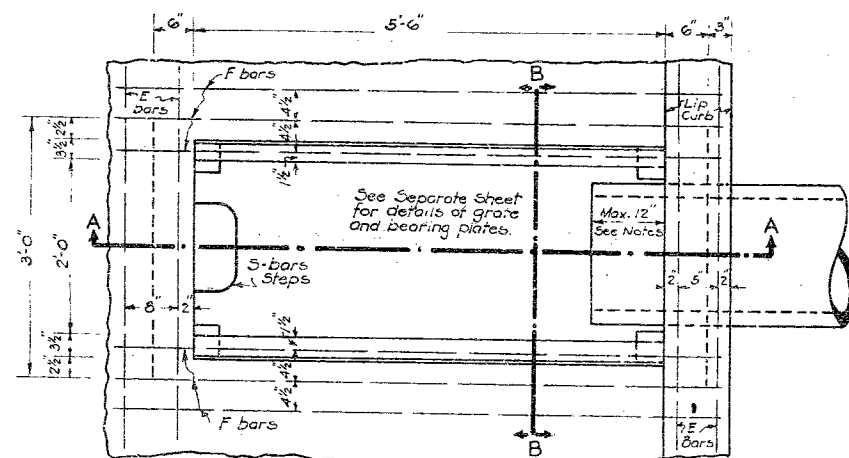 6"
5'-6"
6"
3"
F bars
E
bars
B
B
Lip
Curb
4½"
4½"
1½"
2½"
3½"
See Separate Sheet
for details of grate
and bearing plates.
Max. 12"
See Notes
A
A
3'-0"
2'-0"
S-bars
Steps
8"
2"
2"
5"
2"
1½"
4½"
4½"
3½"
2½"
F bars
B
B
E
Bars